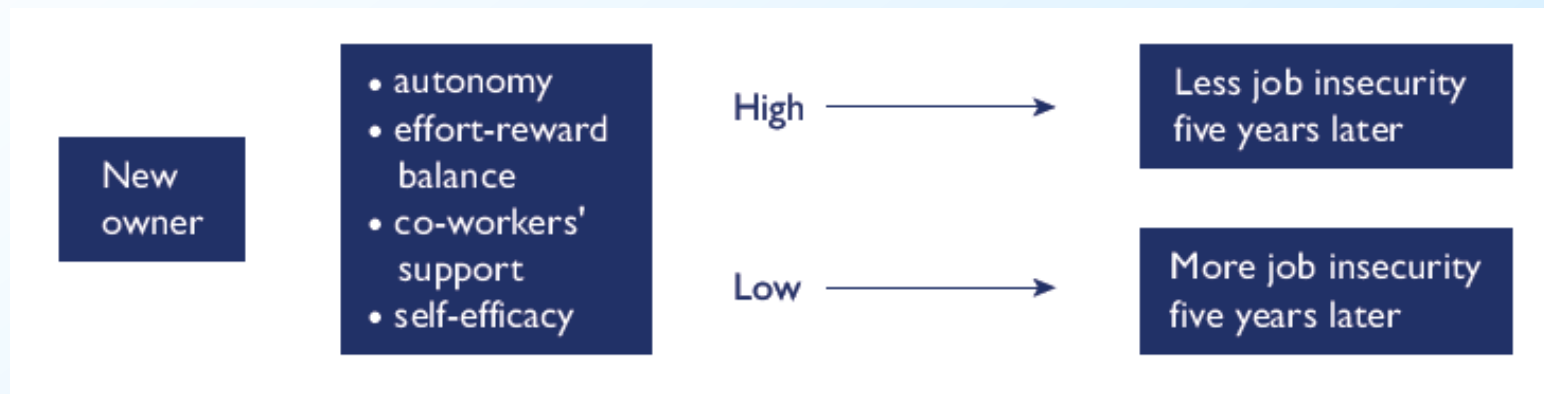 New
owner
• autonomy
• effort-reward
balance
• co-workers'
support
• self-efficacy
High
Low
Less job insecurity
five years later
More job insecurity
five years later